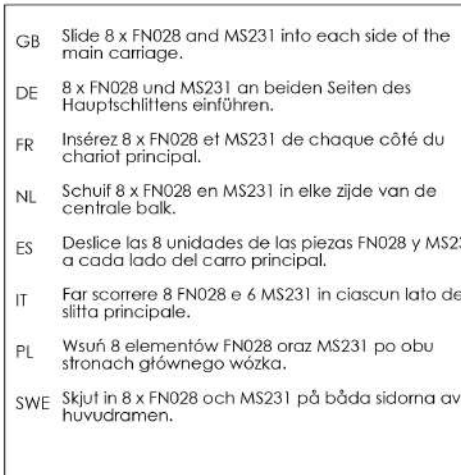 GB Slide 8 x FN028 and MS231 into each side of the
main carriage.
DE 8 x FN028 und MS231 an beiden Seiten des
Hauptschlittens einführen.
FR Insérez 8 x FN028 et MS231 de chaque côté du
chariot principal.
NL Schuif 8 x FN028 en MS231 in elke zijde van de
centrale balk.
ES Deslice las 8 unidades de las piezas FN028 y
a cada lado del carro principal.
IT Far scorrere 8 FN028 e 6 MS231 in ciascun lato
slitta principale.
PL Wsuń 8 elementów FN028 oraz MS231 po obu
stronach głównego wózka.
SWE Skjut in 8 x FN028 och MS231 på båda sidorna av
huvudramen.